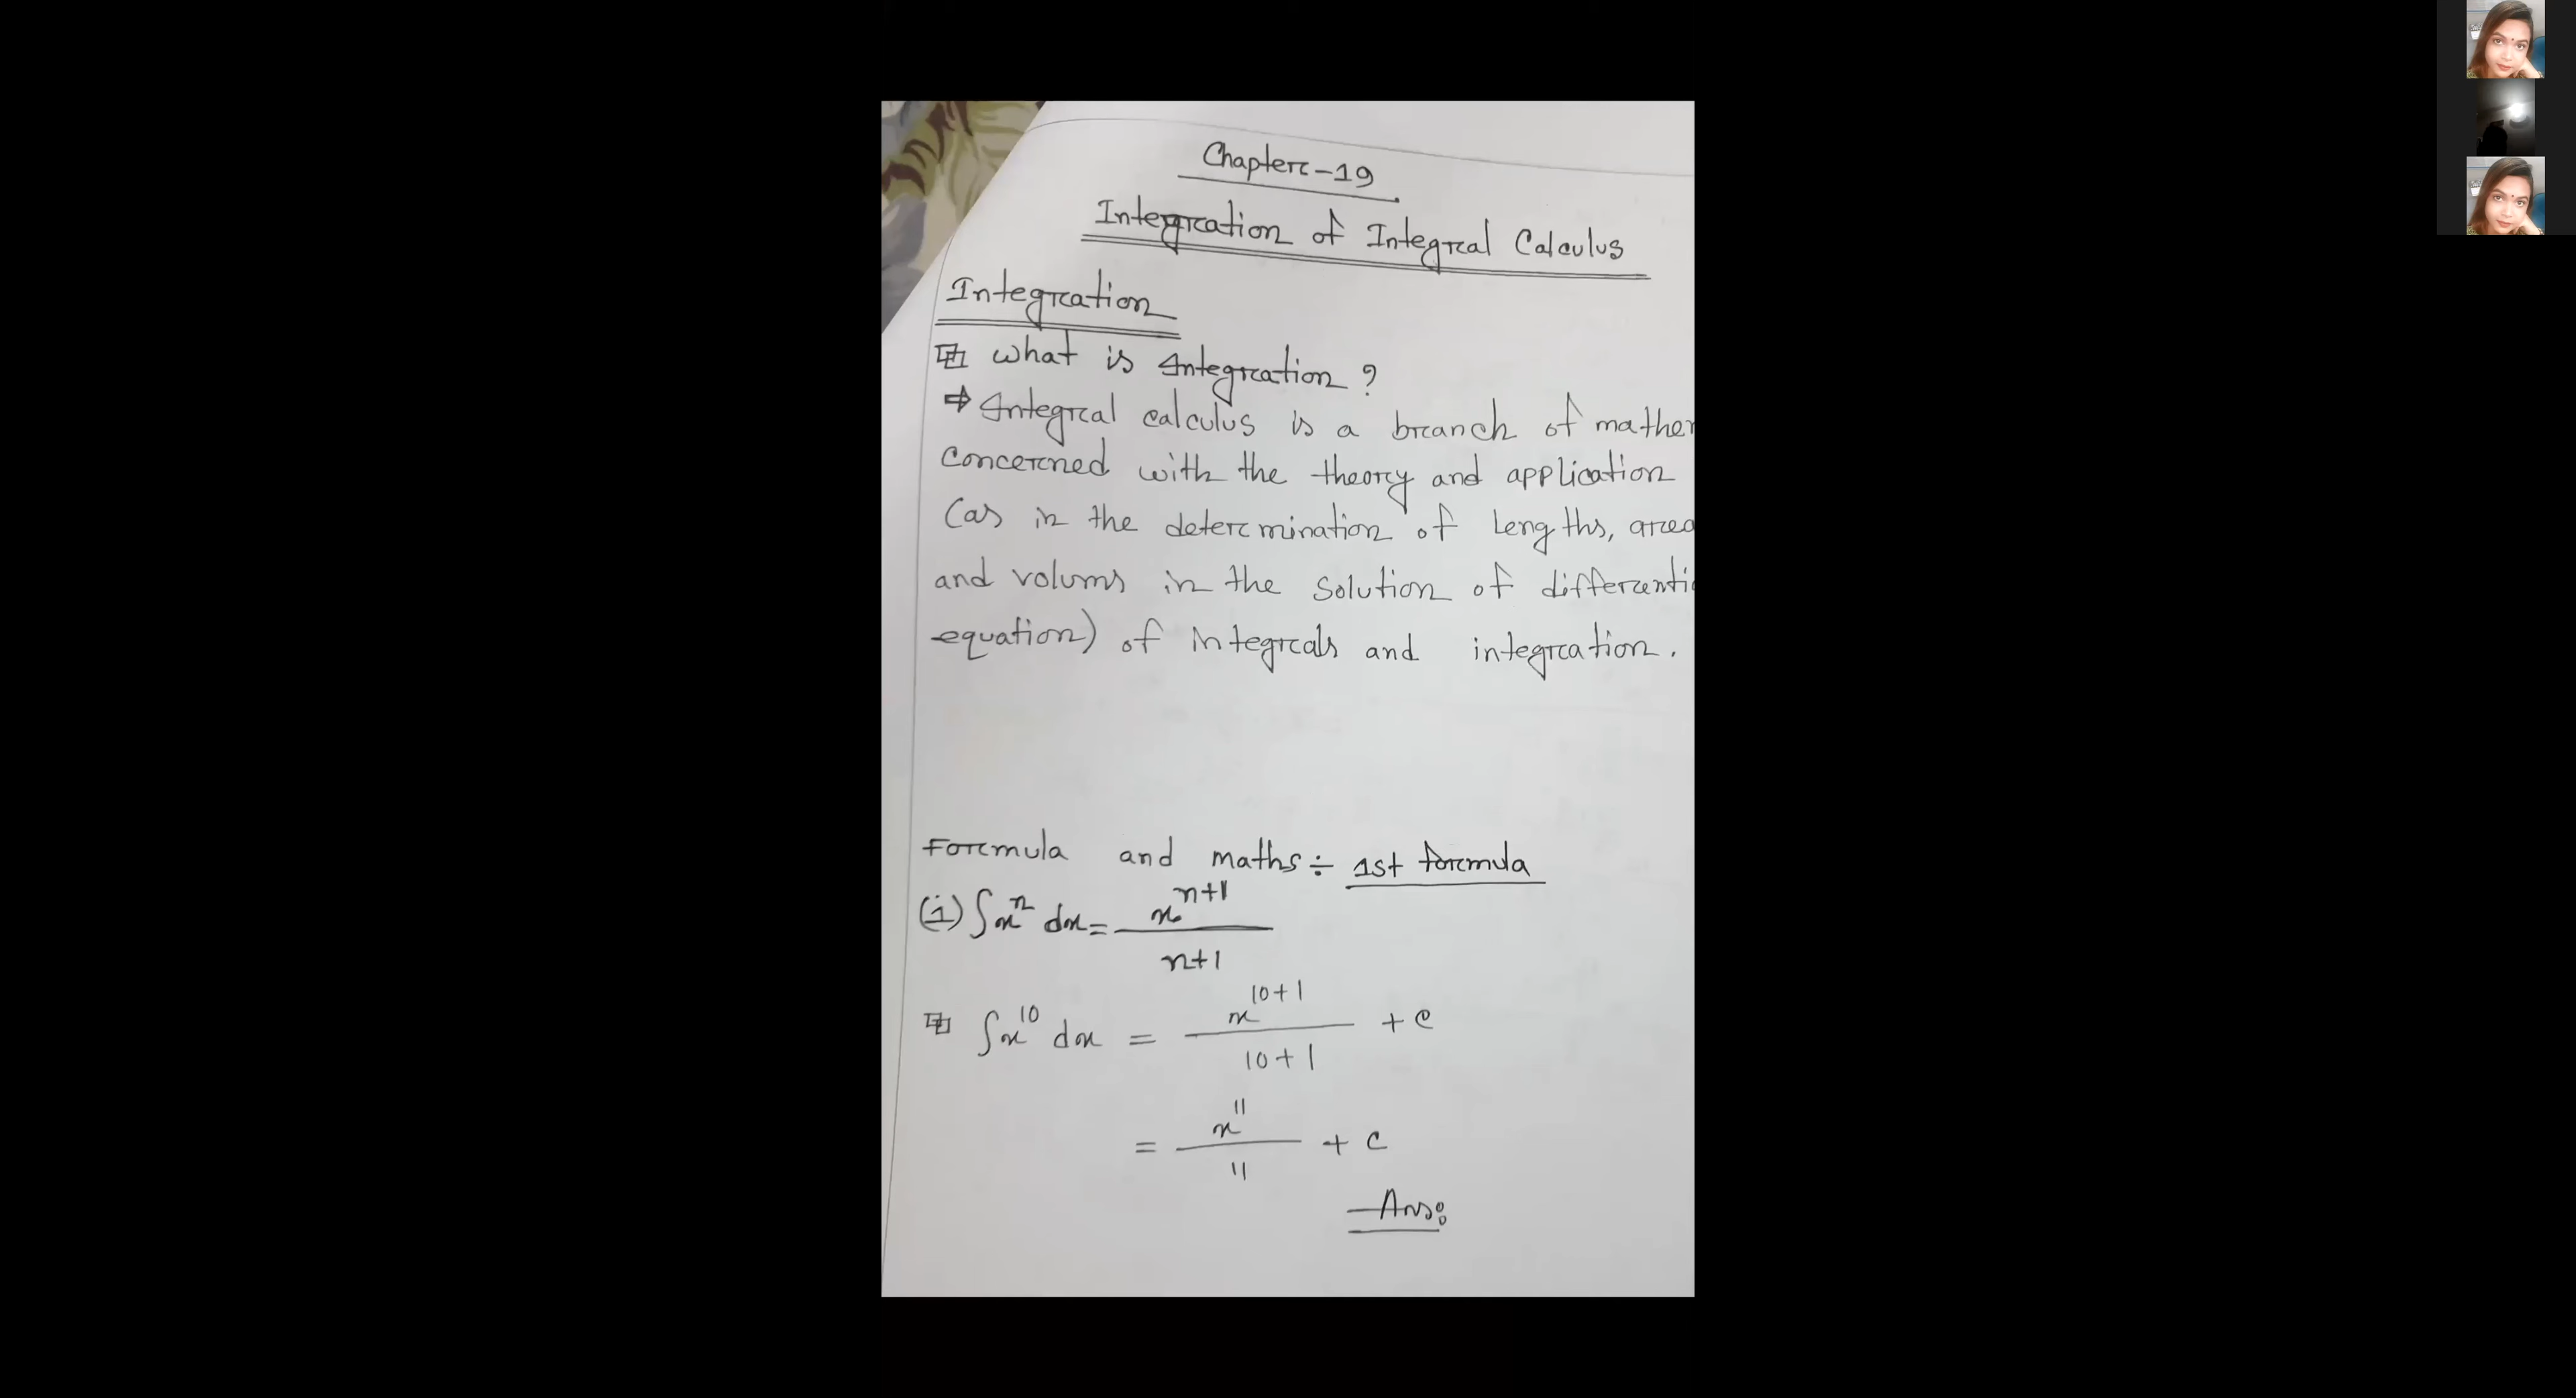 Chapter-19
Integration of Integral Calculus
Integration
What is Integration?
⇒ Integral calculus is a branch of mathem
concerned with the theory and application
(as in the determination of Lengths, area
and volums in the solution of differenti
equation) of integrals and integration.
Formula and maths ÷ 1st formula
(i) ∫xⁿ dx = x^(n+1) / n+1
∫x^10 dx = x^(10+1) / 10+1 + c
= x^11 / 11 + c
Ans: